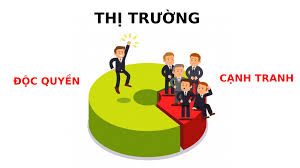 THỊ TRƯỜNG
ĐỘC QUYỀN
CẠNH TRANH